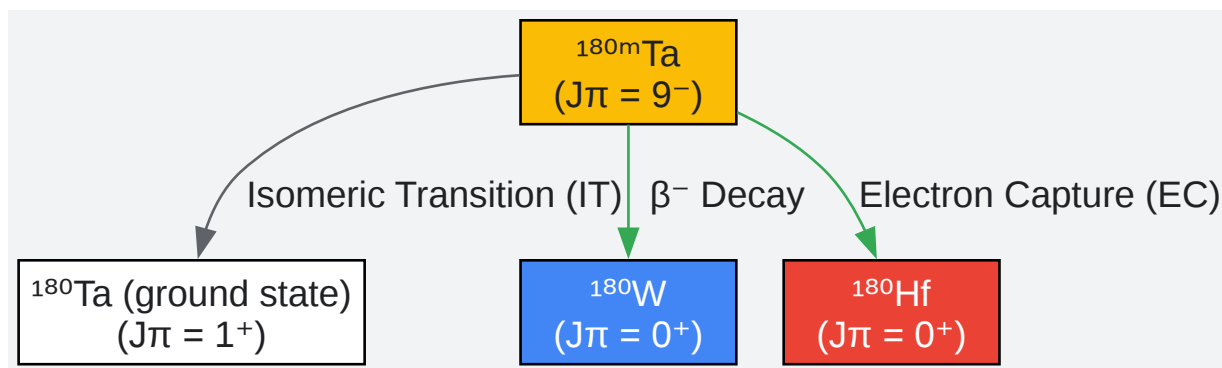 ¹⁸⁰ᵐTa
(Jπ = 9⁻)
Isomeric Transition (IT)
β⁻ Decay
Electron Capture (EC)
¹⁸⁰Ta (ground state)
(Jπ = 1⁺)
¹⁸⁰W
(Jπ = 0⁺)
¹⁸⁰Hf
(Jπ = 0⁺)